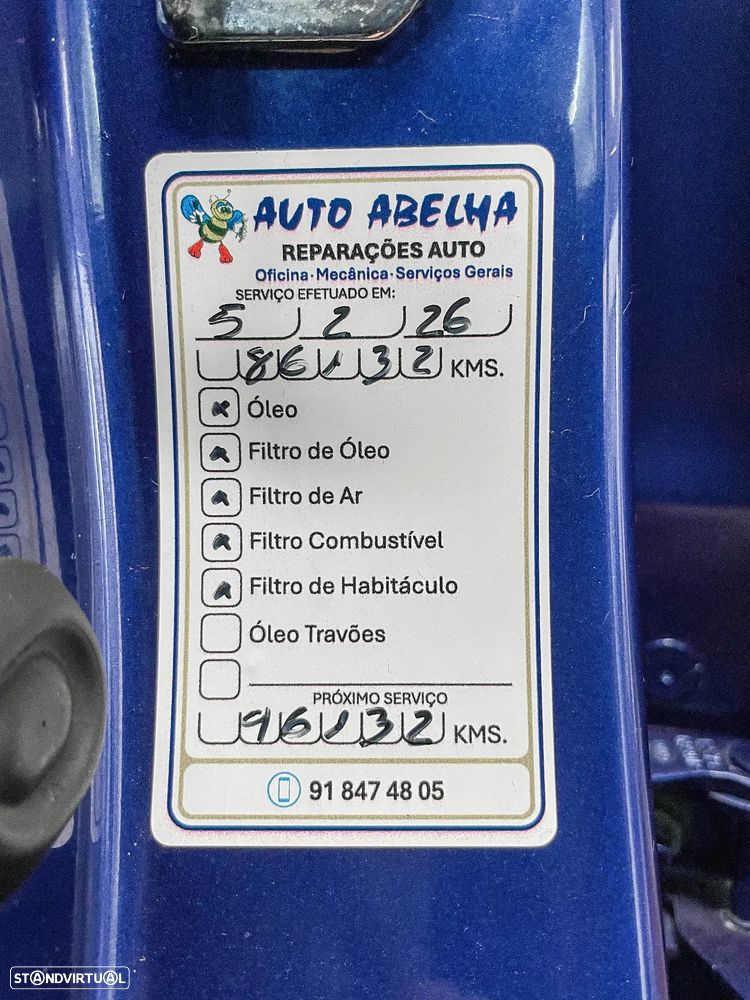 AUTO ABELHA
REPARAÇÕES AUTO
Oficina·Mecânica·Serviços Gerais
SERVIÇO EFETUADO EM:
5 2 26
86132 KMS.
Óleo
Filtro de Óleo
Filtro de Ar
Filtro Combustível
Filtro de Habitáculo
Óleo Travões
PRÓXIMO SERVIÇO
96132 KMS.
91 847 48 05
STANDVIRTUAL